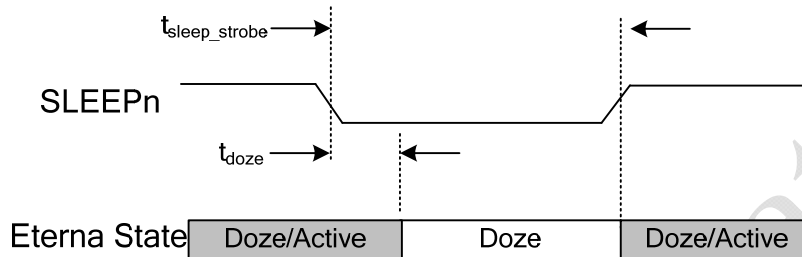 tsleep_strobe
SLEEPn
tdoze
Eterna State Doze/Active Doze Doze/Active